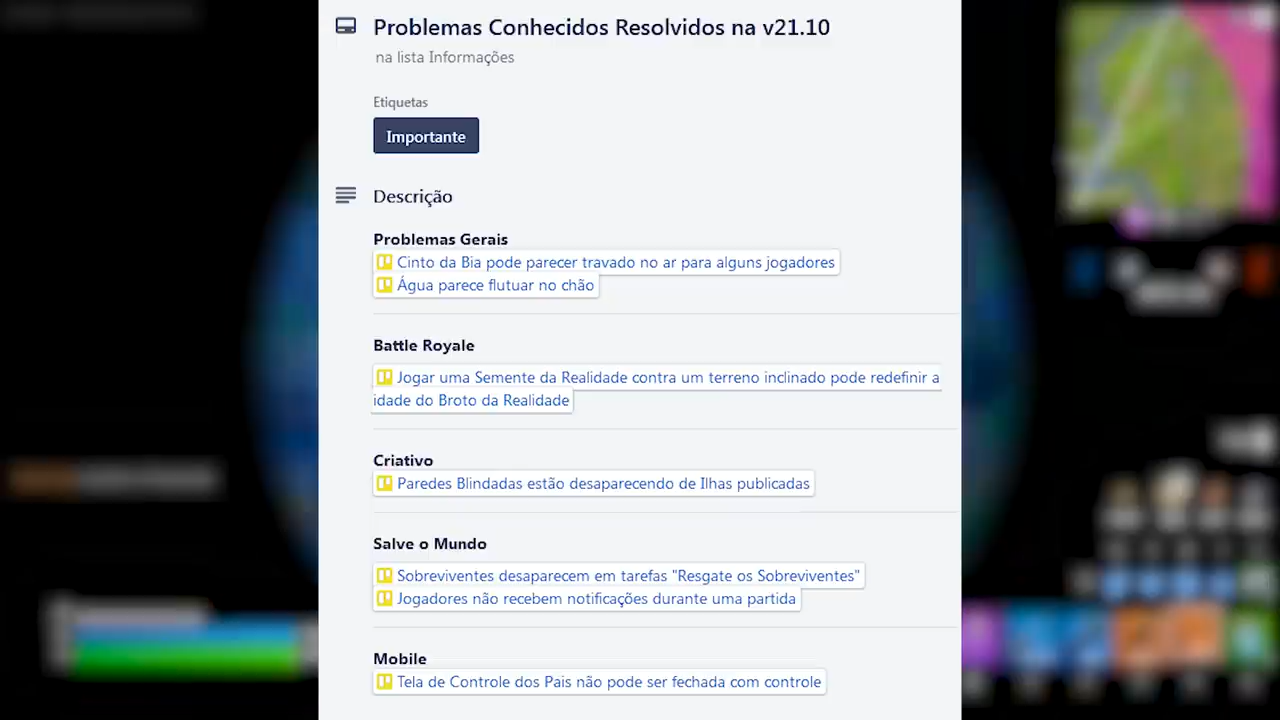 Problemas Conhecidos Resolvidos na v21.10
na lista Informações
Etiquetas
Importante
Descrição
Problemas Gerais
Cinto da Bia pode parecer travado no ar para alguns jogadores
Água parece flutuar no chão
Battle Royale
Jogar uma Semente da Realidade contra um terreno inclinado pode redefinir a
idade do Broto da Realidade
Criativo
Paredes Blindadas estão desaparecendo de Ilhas publicadas
Salve o Mundo
Sobreviventes desaparecem em tarefas "Resgate os Sobreviventes"
Jogadores não recebem notificações durante uma partida
Mobile
Tela de Controle dos Pais não pode ser fechada com controle